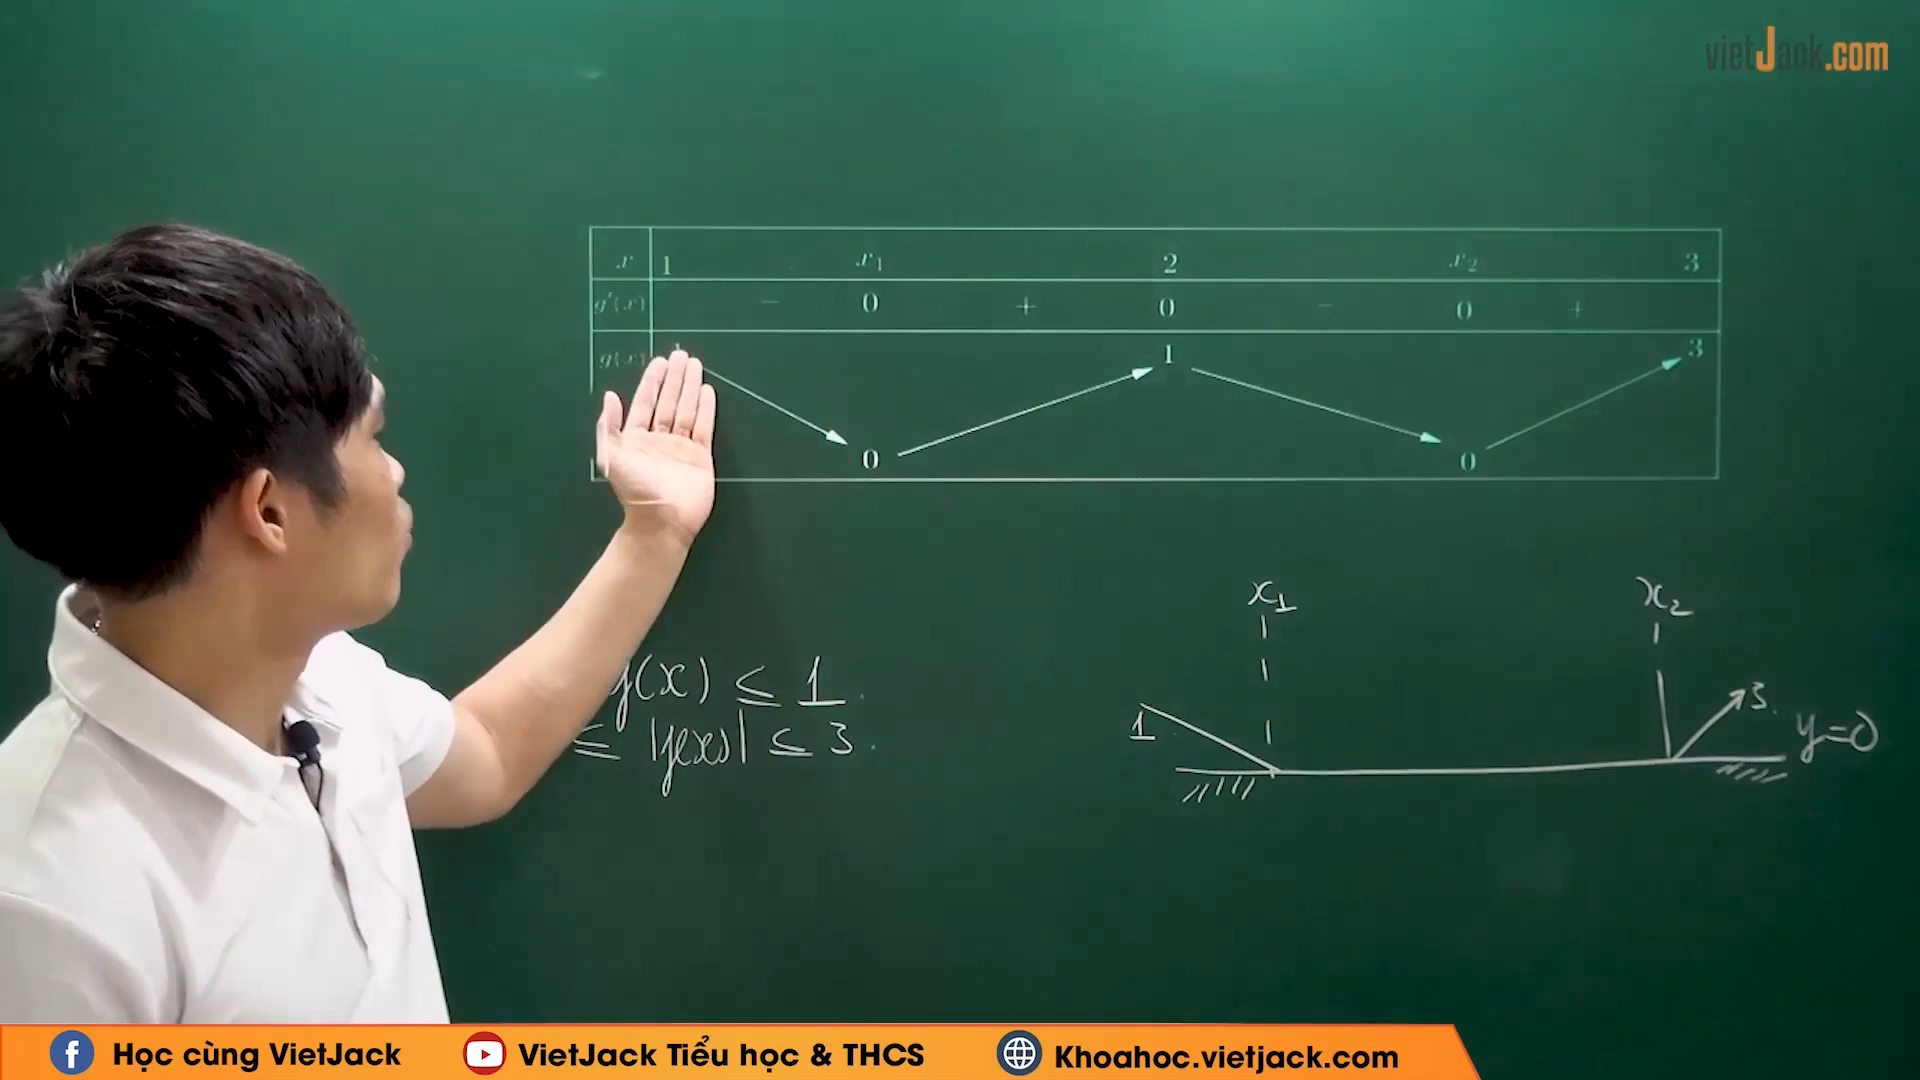 vietJack.com
x 1 x₁ 2 x₂ 3
g'(x) − 0 + 0 − 0 +
g(x) 1 3
0 0
x₁ x₂
g(x) ≤ 1.
≤ |g(x)| ≤ 3.
1 3. y=0
Học cùng VietJack VietJack Tiểu học & THCS Khoahoc.vietjack.com